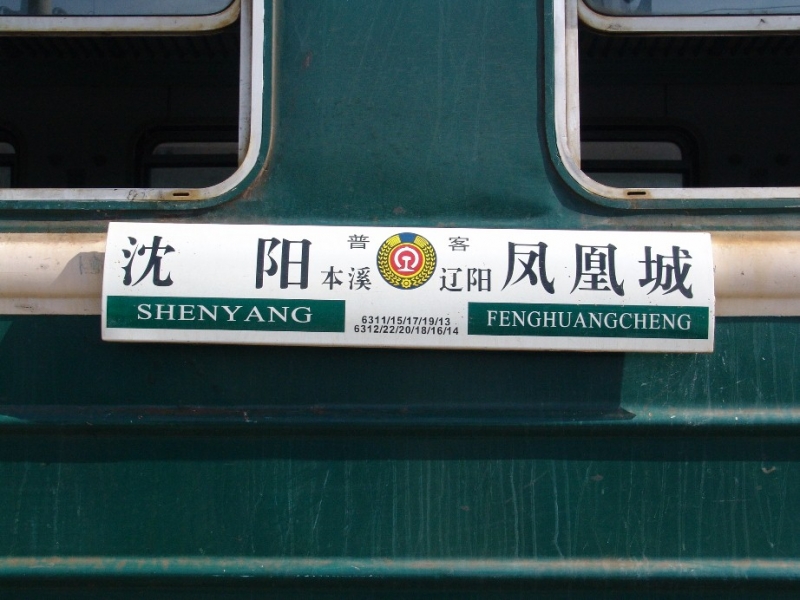 普 客
沈 阳 本溪 辽阳 凤凰城
SHENYANG FENGHUANGCHENG
6311/15/17/19/13
6312/22/20/18/16/14